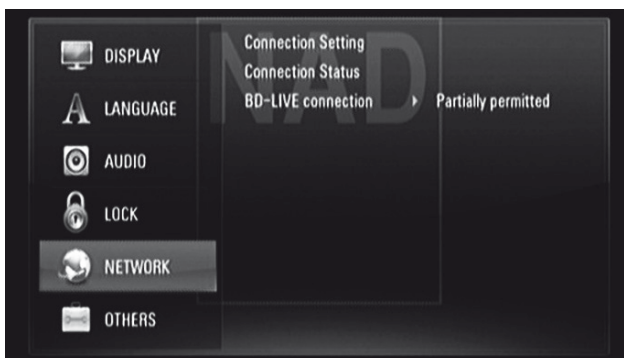 NAD
DISPLAY
LANGUAGE
AUDIO
LOCK
NETWORK
OTHERS
Connection Setting
Connection Status
BD-LIVE connection Partially permitted